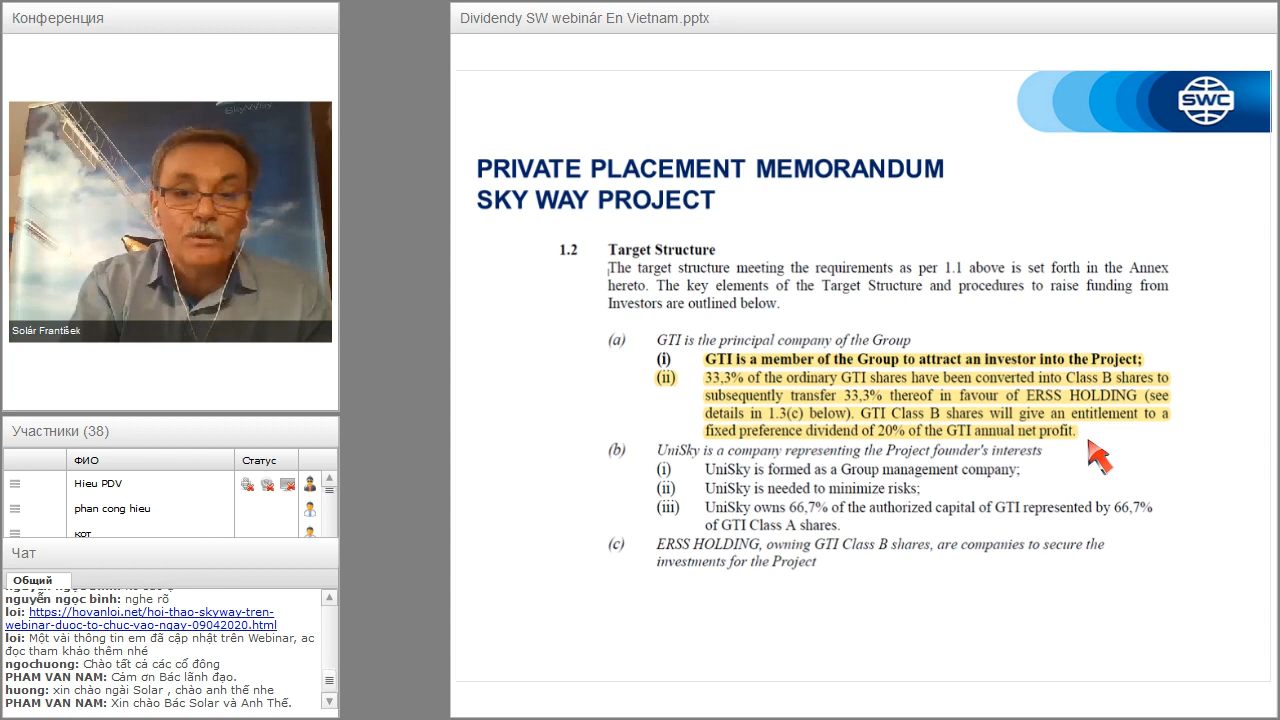 Конференция
SkyWay
Solár František
Участники (38)
ФИО Статус
Hieu PDV
phan cong hieu
кот
Чат
Общий
nguyễn ngọc bình: nghe rõ
loi: https://hovanloi.net/hoi-thao-skyway-tren-
webinar-duoc-to-chuc-vao-ngay-09042020.html
loi: Một vài thông tin em đã cập nhật trên Webinar, ac
đọc tham khảo thêm nhé
ngochuong: Chào tất cả các cổ đông
PHAM VAN NAM: Cảm ơn Bác lãnh đạo.
huong: xin chào ngài Solar , chào anh thế nhe
PHAM VAN NAM: Xin chào Bác Solar và Anh Thế.
Dividendy SW webinár En Vietnam.pptx
SWC
PRIVATE PLACEMENT MEMORANDUM
SKY WAY PROJECT
1.2 Target Structure
The target structure meeting the requirements as per 1.1 above is set forth in the Annex
hereto. The key elements of the Target Structure and procedures to raise funding from
Investors are outlined below.
(a) GTI is the principal company of the Group
(i) GTI is a member of the Group to attract an investor into the Project;
(ii) 33,3% of the ordinary GTI shares have been converted into Class B shares to
subsequently transfer 33,3% thereof in favour of ERSS HOLDING (see
details in 1.3(c) below). GTI Class B shares will give an entitlement to a
fixed preference dividend of 20% of the GTI annual net profit.
(b) UniSky is a company representing the Project founder's interests
(i) UniSky is formed as a Group management company;
(ii) UniSky is needed to minimize risks;
(iii) UniSky owns 66,7% of the authorized capital of GTI represented by 66,7%
of GTI Class A shares.
(c) ERSS HOLDING, owning GTI Class B shares, are companies to secure the
investments for the Project